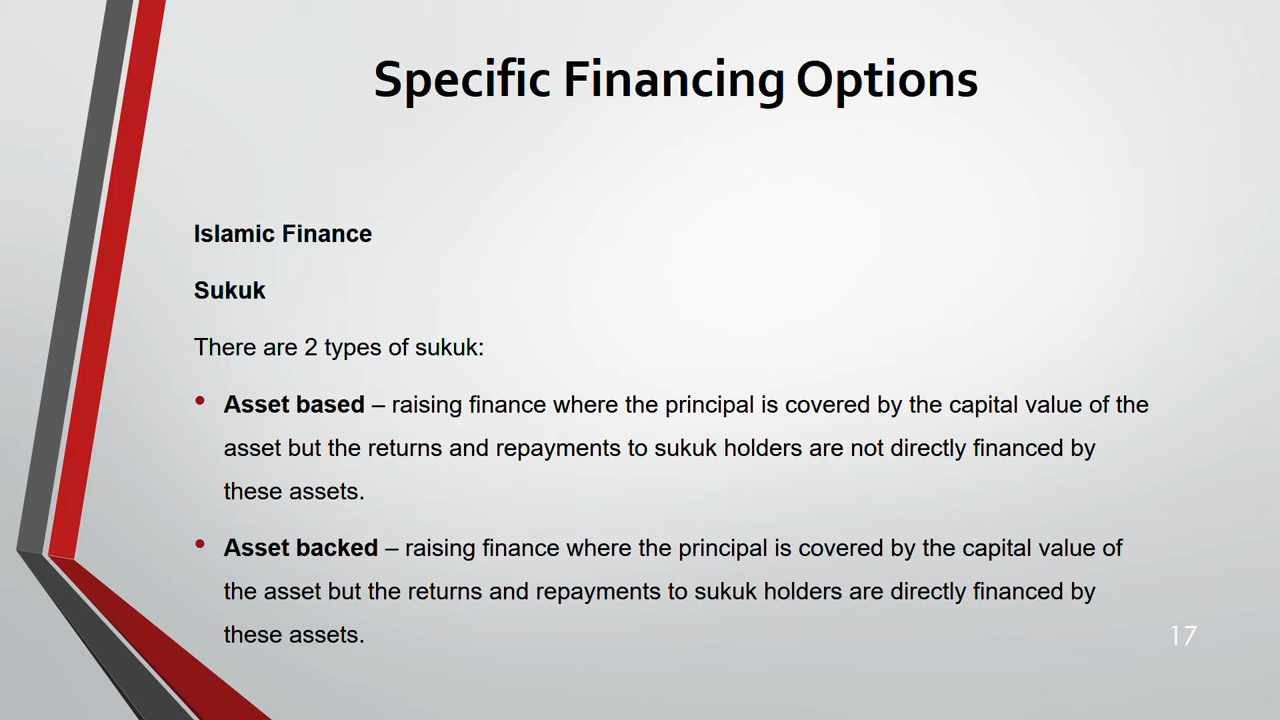 Specific Financing Options
Islamic Finance
Sukuk
There are 2 types of sukuk:
• Asset based – raising finance where the principal is covered by the capital value of the
asset but the returns and repayments to sukuk holders are not directly financed by
these assets.
• Asset backed – raising finance where the principal is covered by the capital value of
the asset but the returns and repayments to sukuk holders are directly financed by
these assets.
17